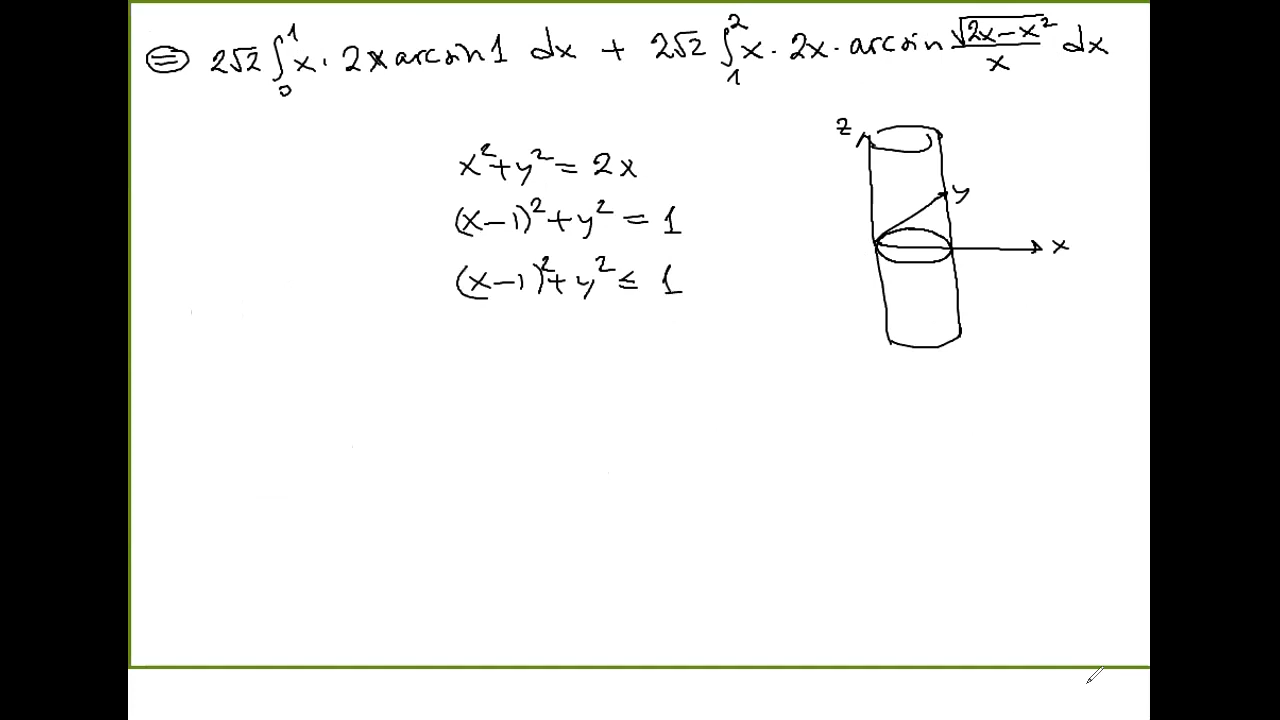 ⊜ 2√2 ∫₀¹ x · 2x arcsin 1 dx + 2√2 ∫₁² x · 2x · arcsin √(2x−x²)/x dx
x² + y² = 2x
(x−1)² + y² = 1
(x−1)² + y² ≤ 1
z
y
x